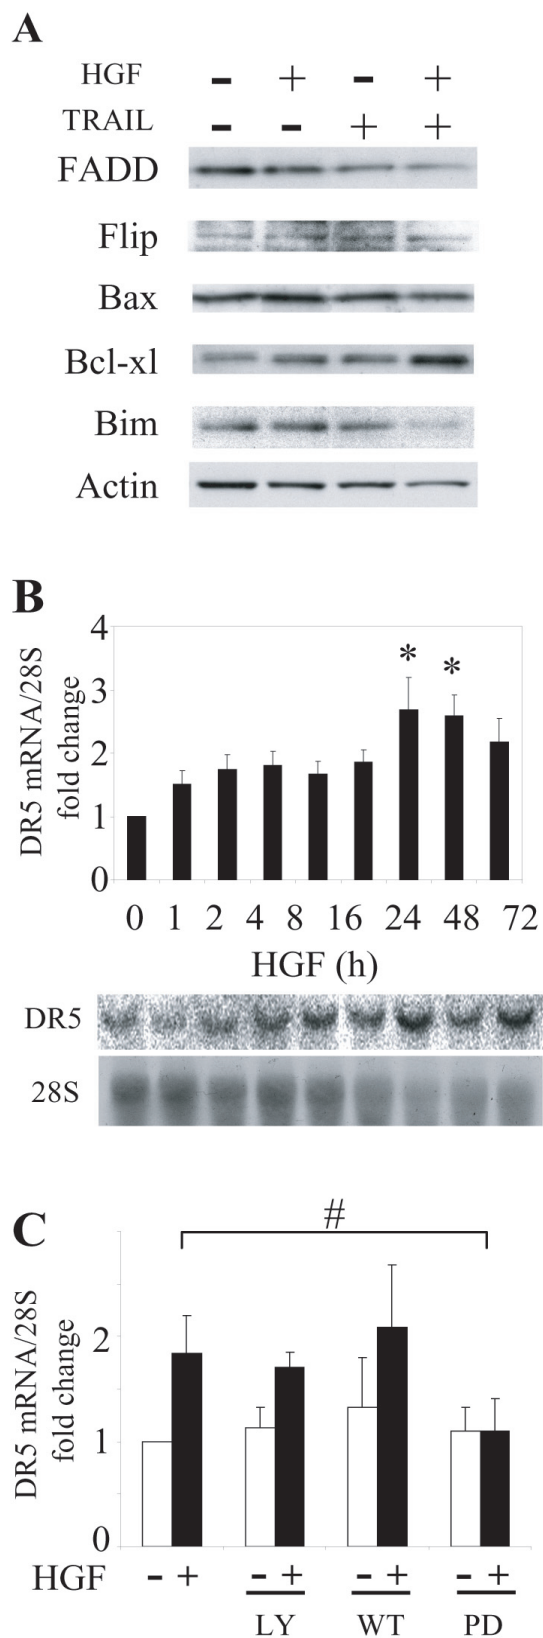 A
HGF - + - +
TRAIL - - + +
FADD
Flip
Bax
Bcl-xl
Bim
Actin
B
DR5 mRNA/28S
fold change
4
3
2
1
0
* *
0 1 2 4 8 16 24 48 72
HGF (h)
DR5
28S
C
#
DR5 mRNA/28S
fold change
2
1
0
HGF - + - + - + - +
LY WT PD